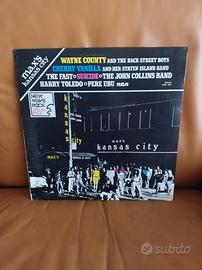 max's
kansas city
WAYNE COUNTY AND THE BACK STREET BOYS
CHERRY VANILLA AND HER STATEN ISLAND BAND
THE FAST • SUICIDE • THE JOHN COLLINS BAND
HARRY TOLEDO • PERE UBU
NEW
WAVE
ROCK
max's
kansas city
max's
subito